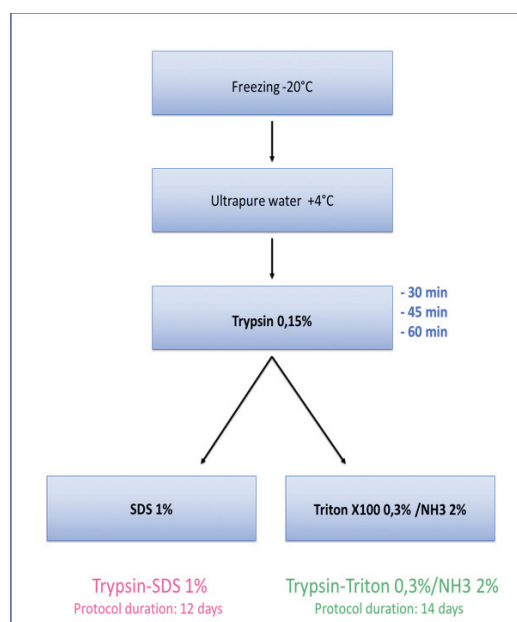 Freezing -20°C
Ultrapure water +4°C
Trypsin 0,15%
- 30 min
- 45 min
- 60 min
SDS 1%
Triton X100 0,3% /NH3 2%
Trypsin-SDS 1%
Protocol duration: 12 days
Trypsin-Triton 0,3%/NH3 2%
Protocol duration: 14 days